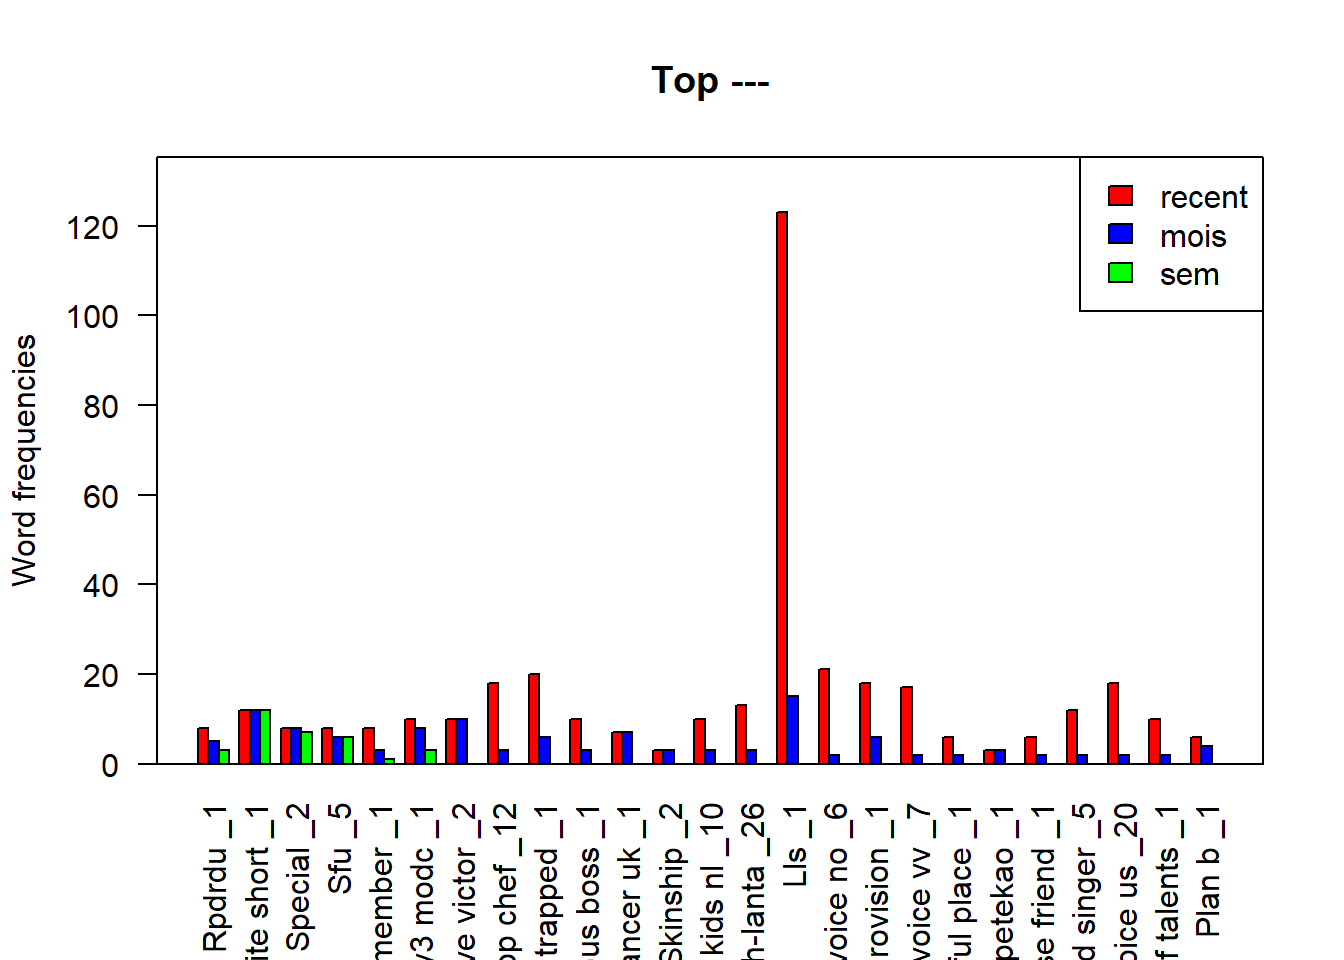 Top ---
recent
mois
sem
Word frequencies
120
100
80
60
40
20
0
Rpdrdu _1
ite short _1
Special _2
Sfu _5
member _1
v3 modc _1
ve victor _2
op chef _12
trapped _1
ous boss _1
ancer uk _1
Skinship _2
kids nl _10
h-lanta _26
Lls _1
voice no _6
rovision _1
voice vv _7
ful place _1
petekao _1
se friend _1
d singer _5
oice us _20
f talents _1
Plan b _1